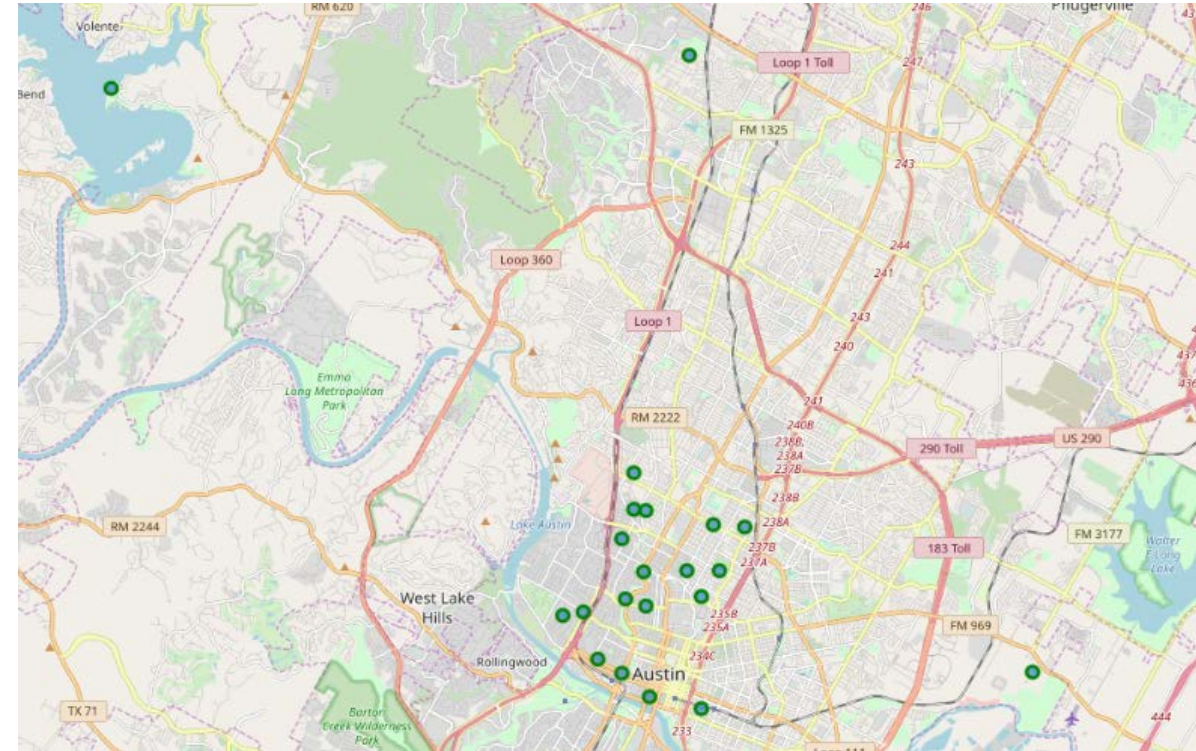 RM 620
Volente
Bend
246
Pflugerville
247
Loop 1 Toll
FM 1325
243
244
241
Loop 360
243
Loop 1
240
Emma
Long Metropolitan
Park
437
436
241
RM 2222
240B
238B,
238A
237B
US 290
290 Toll
238B
RM 2244
Lake Austin
238A
FM 3177
Walter
E Long
Lake
237B
237A
183 Toll
West Lake
Hills
235B
235A
FM 969
234C
Rollingwood
Austin
TX 71
Barton
Creek Wilderness
Park
233
444